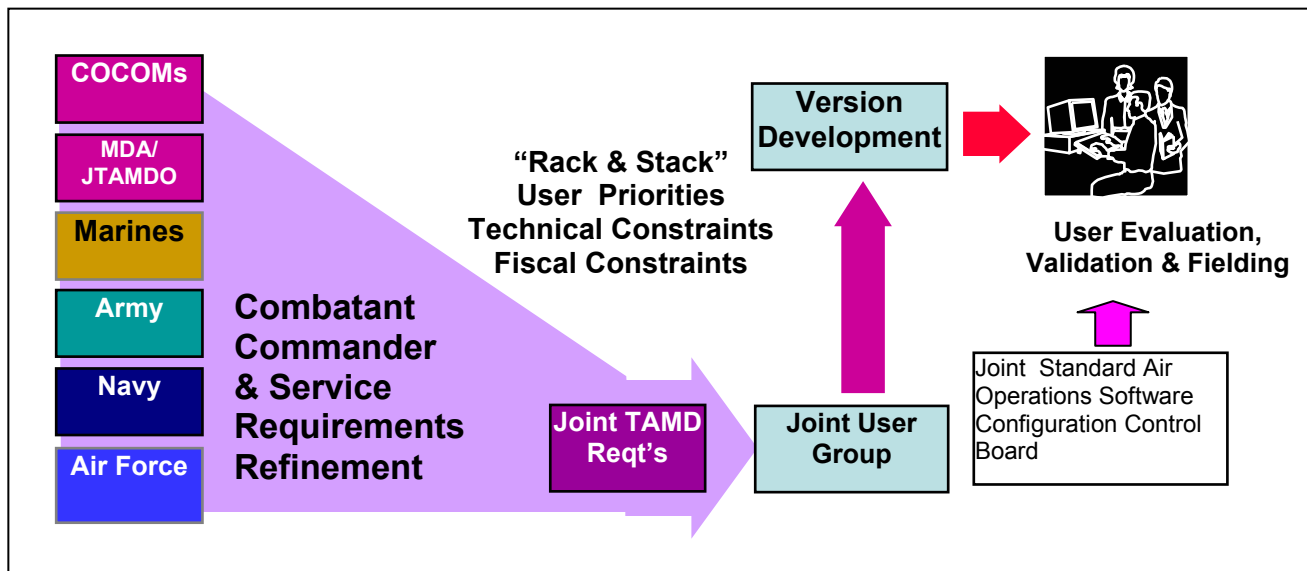 COCOMs
MDA/
JTAMDO
Marines
Army
Navy
Air Force
Combatant
Commander
& Service
Requirements
Refinement
“Rack & Stack”
User Priorities
Technical Constraints
Fiscal Constraints
Joint TAMD
Reqt's
Joint User
Group
Version
Development
User Evaluation,
Validation & Fielding
Joint Standard Air
Operations Software
Configuration Control
Board